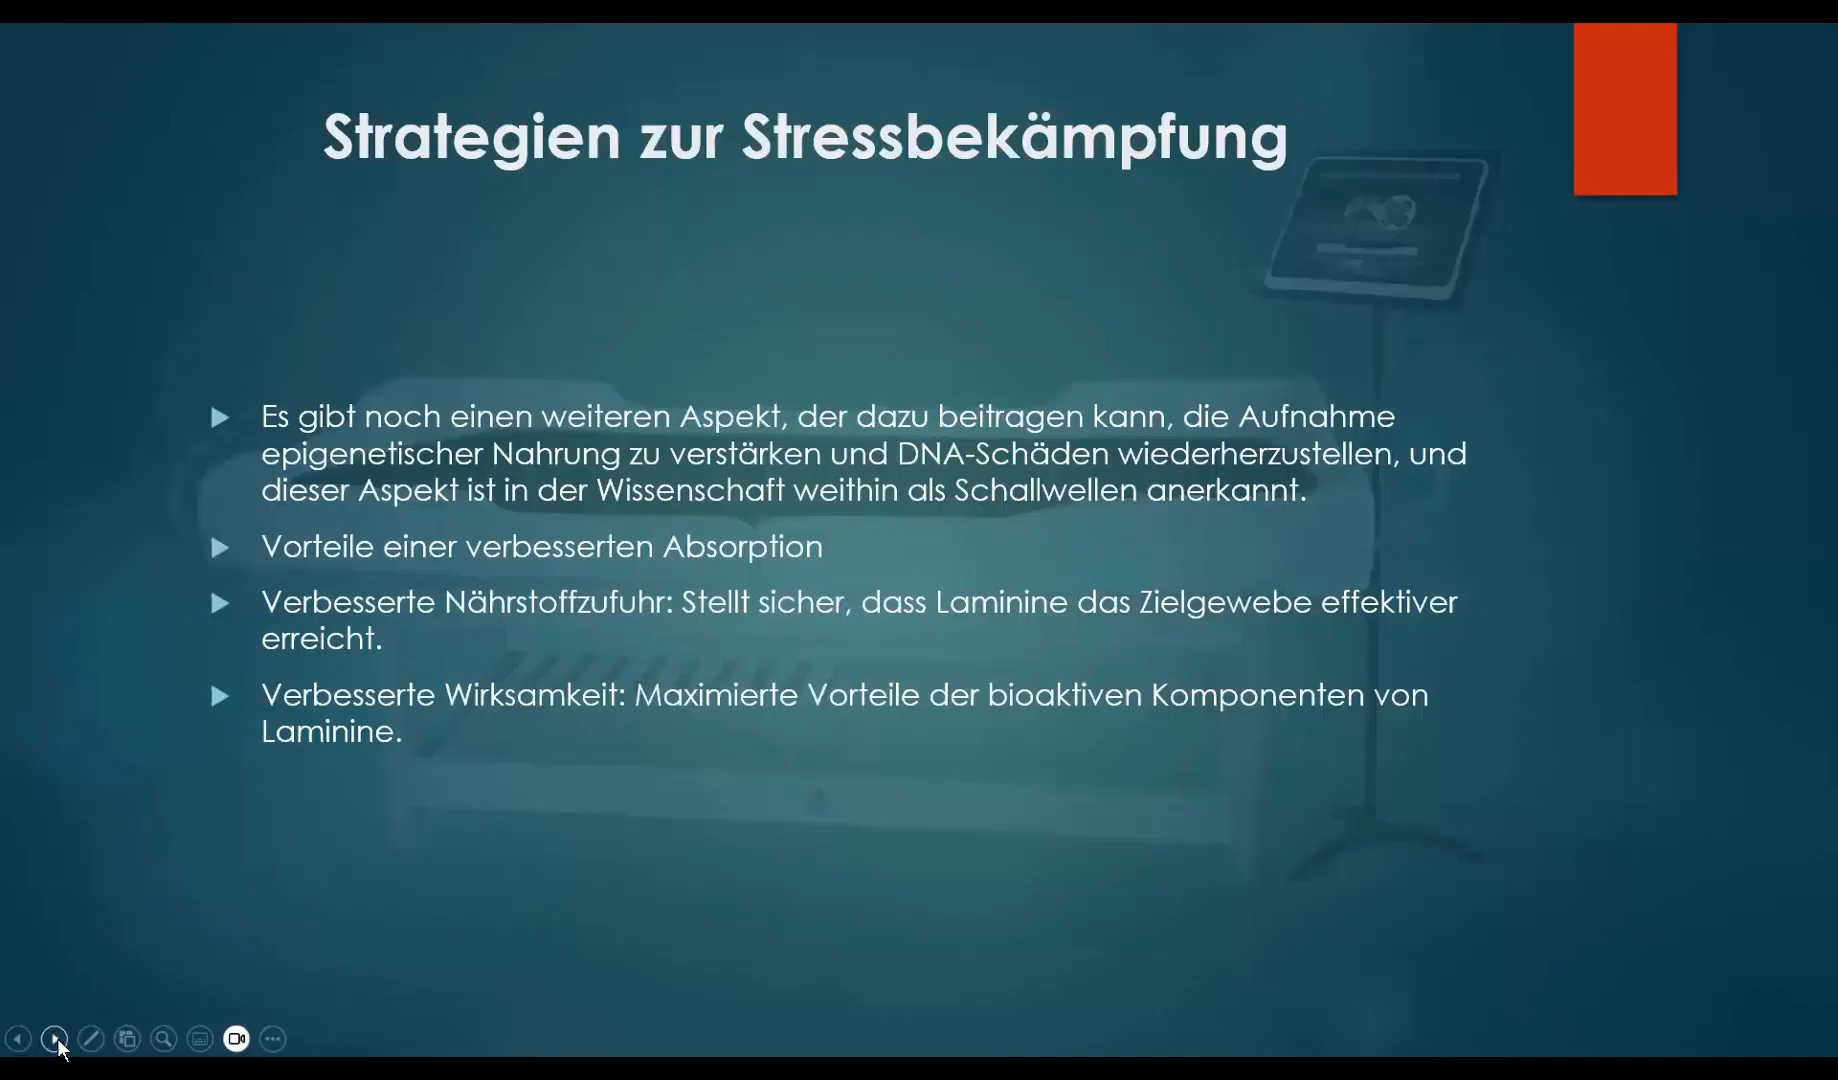 Strategien zur Stressbekämpfung
Es gibt noch einen weiteren Aspekt, der dazu beitragen kann, die Aufnahme
epigenetischer Nahrung zu verstärken und DNA-Schäden wiederherzustellen, und
dieser Aspekt ist in der Wissenschaft weithin als Schallwellen anerkannt.
Vorteile einer verbesserten Absorption
Verbesserte Nährstoffzufuhr: Stellt sicher, dass Laminine das Zielgewebe effektiver
erreicht.
Verbesserte Wirksamkeit: Maximierte Vorteile der bioaktiven Komponenten von
Laminine.